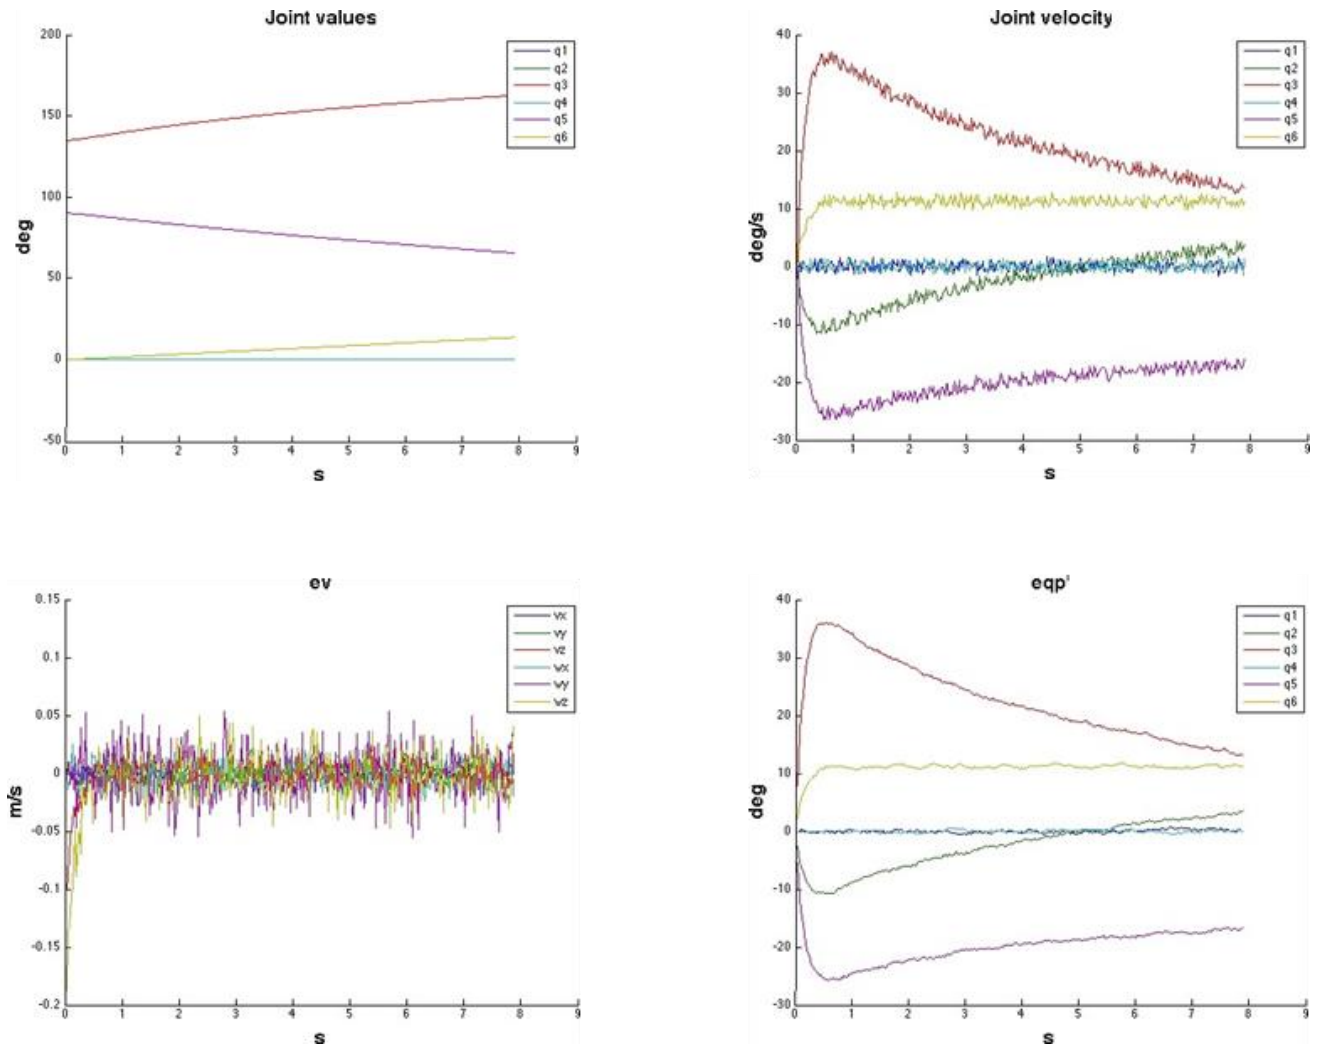 Joint values
200
150
100
50
0
-50
deg
0 1 2 3 4 5 6 7 8 9
s
q1
q2
q3
q4
q5
q6
Joint velocity
40
30
20
10
0
-10
-20
-30
deg/s
0 1 2 3 4 5 6 7 8 9
s
q1
q2
q3
q4
q5
q6
ev
0.15
0.1
0.05
0
-0.05
-0.1
-0.15
-0.2
m/s
0 1 2 3 4 5 6 7 8 9
s
vx
vy
vz
wx
wy
wz
eqp'
40
30
20
10
0
-10
-20
-30
deg
0 1 2 3 4 5 6 7 8 9
s
q1
q2
q3
q4
q5
q6